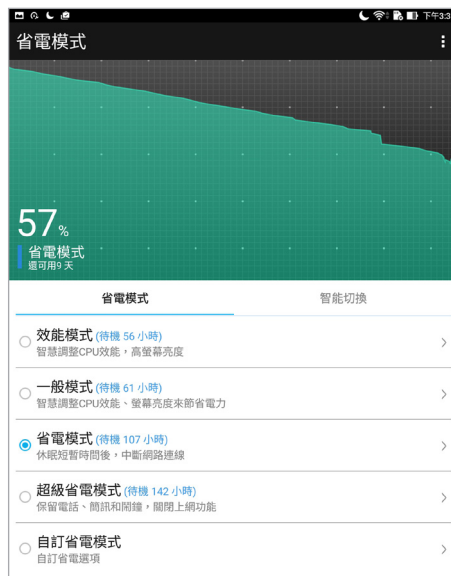 下午3:3
省電模式
57%
省電模式
還可用9 天
省電模式
智能切換
效能模式 (待機 56 小時)
智慧調整CPU效能，高螢幕亮度
一般模式 (待機 61 小時)
智慧調整CPU效能、螢幕亮度來節省電力
省電模式 (待機 107 小時)
休眠短暫時間後，中斷網路連線
超級省電模式 (待機 142 小時)
保留電話、簡訊和鬧鐘，關閉上網功能
自訂省電模式
自訂省電選項